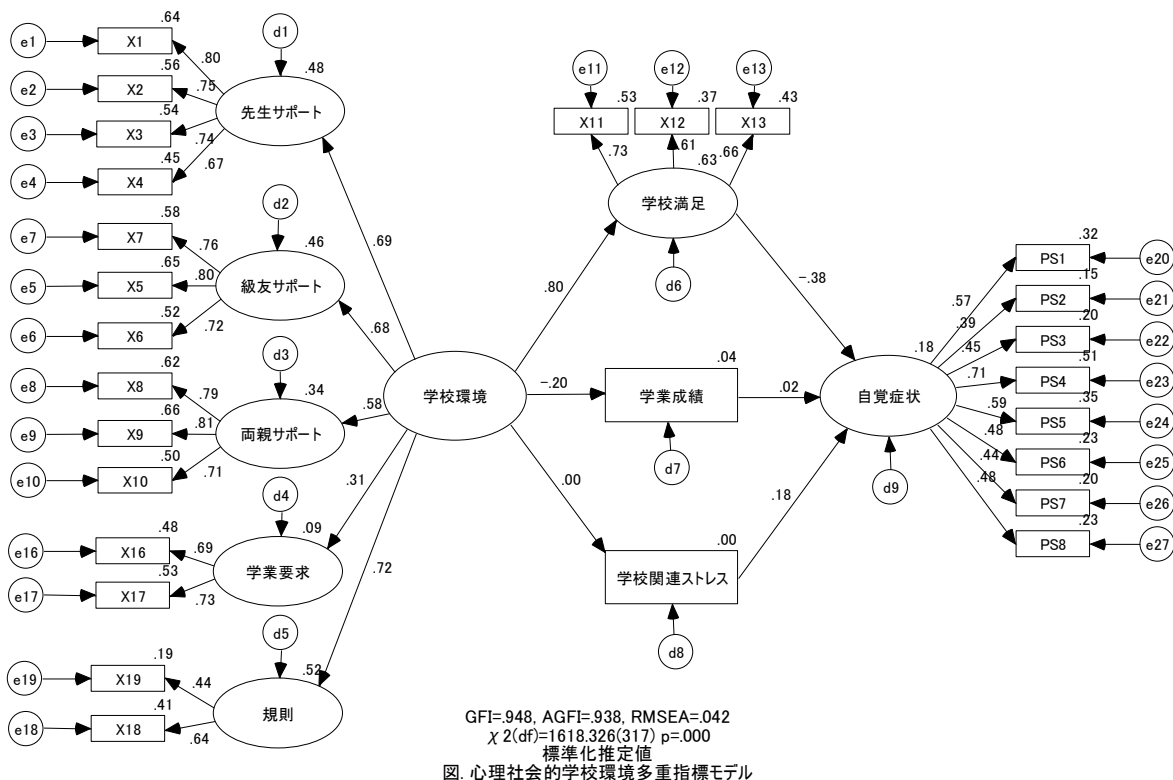 .64
e1
X1
.80
.56
e2
X2
.75
.54
e3
X3
.74
.45
e4
X4
.67
d1
.48
先生サポート
.58
e7
X7
.76
.65
e5
X5
.80
.52
e6
X6
.72
d2
.46
級友サポート
.62
e8
X8
.79
.66
e9
X9
.81
.50
e10
X10
.71
d3
.34
両親サポート
.48
e16
X16
.69
.53
e17
X17
.73
d4
.09
学業要求
.19
e19
X19
.44
.41
e18
X18
.64
d5
.52
規則
.69
.68
.58
.31
.72
学校環境
.80
-.20
.00
e11
e12
e13
.53
.37
.43
X11
X12
X13
.73
.61
.66
.63
学校満足
d6
.04
学業成績
d7
.00
学校関連ストレス
d8
-.38
.02
.18
.18
自覚症状
d9
.57
.39
.45
.71
.59
.48
.44
.48
.32
PS1
e20
.15
PS2
e21
.20
PS3
e22
.51
PS4
e23
.35
PS5
e24
.23
PS6
e25
.20
PS7
e26
.23
PS8
e27
GFI=.948, AGFI=.938, RMSEA=.042
χ2(df)=1618.326(317) p=.000
標準化推定値
図. 心理社会的学校環境多重指標モデル